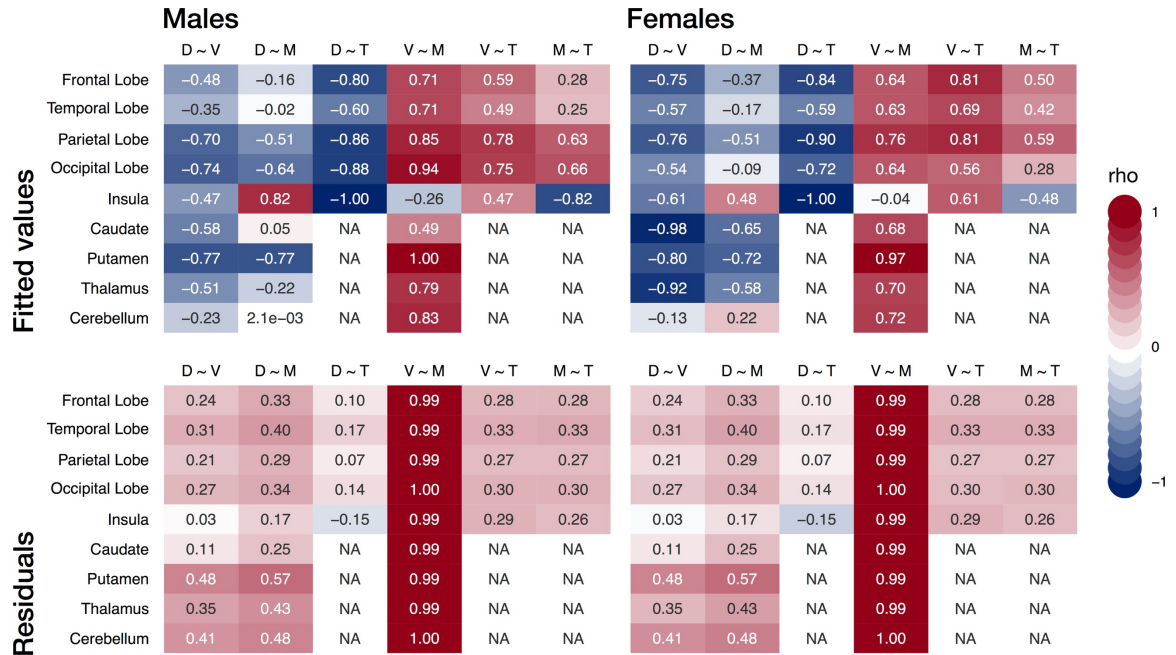 Males Females
D ~ V D ~ M D ~ T V ~ M V ~ T M ~ T D ~ V D ~ M D ~ T V ~ M V ~ T M ~ T
Fitted values
Frontal Lobe −0.48 −0.16 −0.80 0.71 0.59 0.28 −0.75 −0.37 −0.84 0.64 0.81 0.50
Temporal Lobe −0.35 −0.02 −0.60 0.71 0.49 0.25 −0.57 −0.17 −0.59 0.63 0.69 0.42
Parietal Lobe −0.70 −0.51 −0.86 0.85 0.78 0.63 −0.76 −0.51 −0.90 0.76 0.81 0.59
Occipital Lobe −0.74 −0.64 −0.88 0.94 0.75 0.66 −0.54 −0.09 −0.72 0.64 0.56 0.28
Insula −0.47 0.82 −1.00 −0.26 0.47 −0.82 −0.61 0.48 −1.00 −0.04 0.61 −0.48
Caudate −0.58 0.05 NA 0.49 NA NA −0.98 −0.65 NA 0.68 NA NA
Putamen −0.77 −0.77 NA 1.00 NA NA −0.80 −0.72 NA 0.97 NA NA
Thalamus −0.51 −0.22 NA 0.79 NA NA −0.92 −0.58 NA 0.70 NA NA
Cerebellum −0.23 2.1e−03 NA 0.83 NA NA −0.13 0.22 NA 0.72 NA NA
D ~ V D ~ M D ~ T V ~ M V ~ T M ~ T D ~ V D ~ M D ~ T V ~ M V ~ T M ~ T
Residuals
Frontal Lobe 0.24 0.33 0.10 0.99 0.28 0.28 0.24 0.33 0.10 0.99 0.28 0.28
Temporal Lobe 0.31 0.40 0.17 0.99 0.33 0.33 0.31 0.40 0.17 0.99 0.33 0.33
Parietal Lobe 0.21 0.29 0.07 0.99 0.27 0.27 0.21 0.29 0.07 0.99 0.27 0.27
Occipital Lobe 0.27 0.34 0.14 1.00 0.30 0.30 0.27 0.34 0.14 1.00 0.30 0.30
Insula 0.03 0.17 −0.15 0.99 0.29 0.26 0.03 0.17 −0.15 0.99 0.29 0.26
Caudate 0.11 0.25 NA 0.99 NA NA 0.11 0.25 NA 0.99 NA NA
Putamen 0.48 0.57 NA 0.99 NA NA 0.48 0.57 NA 0.99 NA NA
Thalamus 0.35 0.43 NA 0.99 NA NA 0.35 0.43 NA 0.99 NA NA
Cerebellum 0.41 0.48 NA 1.00 NA NA 0.41 0.48 NA 1.00 NA NA
rho
1
0
−1